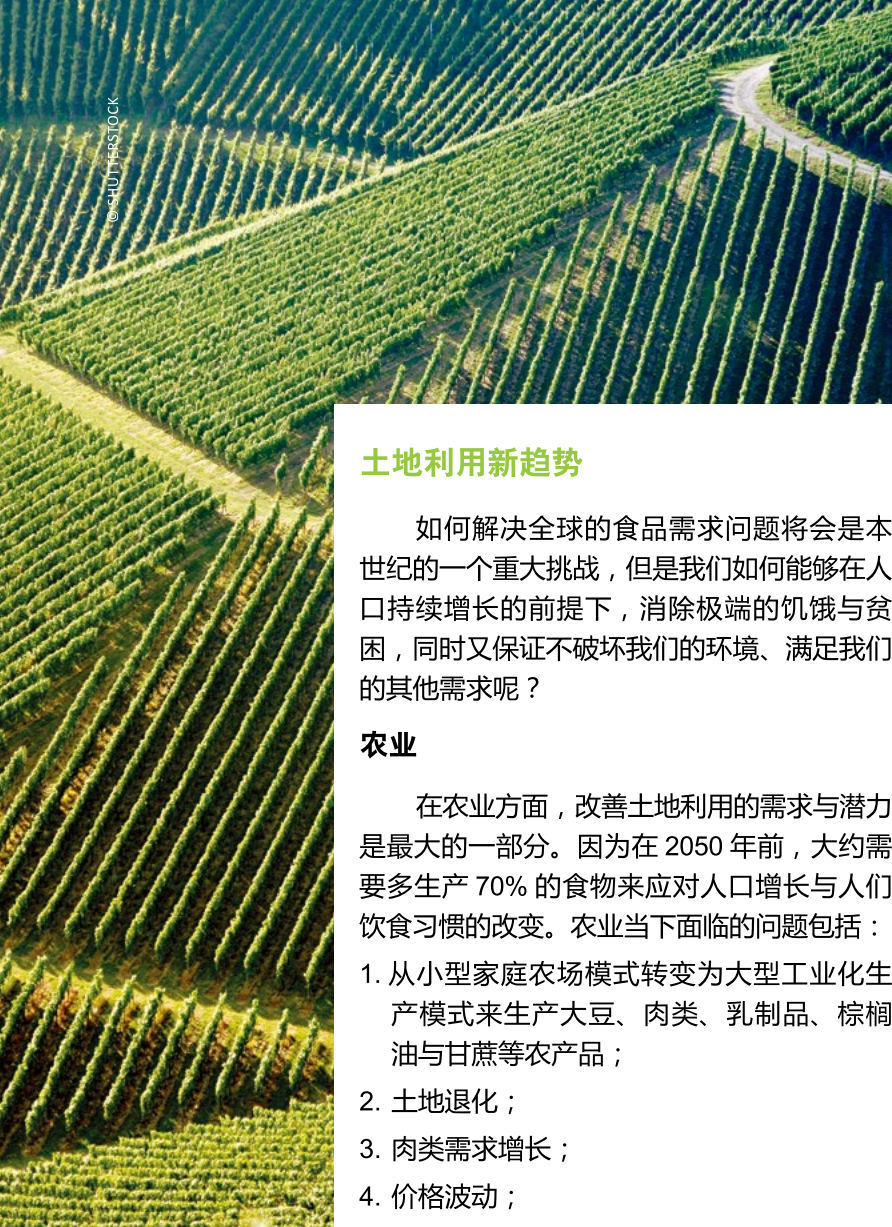 ©SHUTTERSTOCK
土地利用新趋势
如何解决全球的食品需求问题将会是本
世纪的一个重大挑战，但是我们如何能够在人
口持续增长的前提下，消除极端的饥饿与贫
困，同时又保证不破坏我们的环境、满足我们
的其他需求呢？
农业
在农业方面，改善土地利用的需求与潜力
是最大的一部分。因为在 2050 年前，大约需
要多生产 70% 的食物来应对人口增长与人们
饮食习惯的改变。农业当下面临的问题包括：
1. 从小型家庭农场模式转变为大型工业化生
产模式来生产大豆、肉类、乳制品、棕榈
油与甘蔗等农产品；
2. 土地退化；
3. 肉类需求增长；
4. 价格波动；